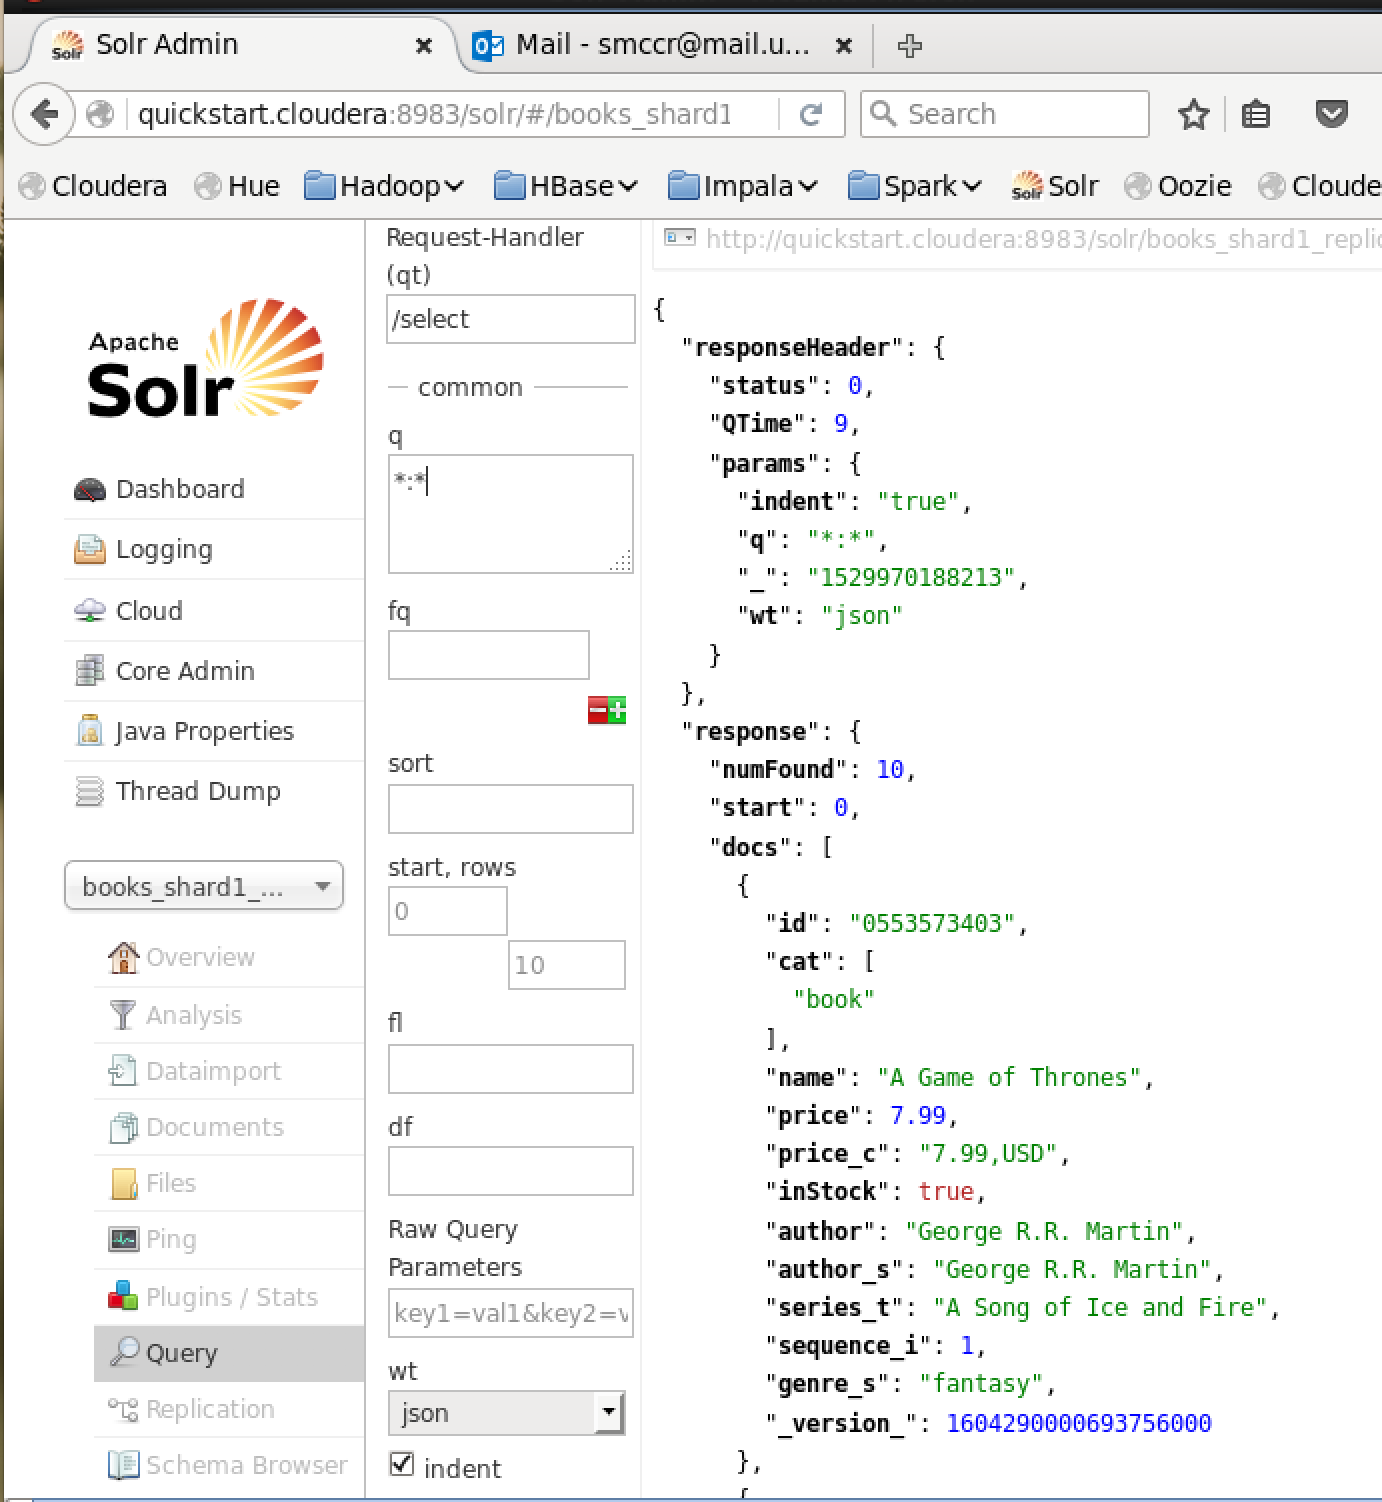 Solr Admin
Mail - smccr@mail.u...
quickstart.cloudera:8983/solr/#/books_shard1
Search
Cloudera
Hue
Hadoop
HBase
Impala
Spark
Solr
Oozie
Cloude
Apache
Solr
Dashboard
Logging
Cloud
Core Admin
Java Properties
Thread Dump
books_shard1_...
Overview
Analysis
Dataimport
Documents
Files
Ping
Plugins / Stats
Query
Replication
Schema Browser
Request-Handler
(qt)
/select
common
q
*:*
fq
sort
start, rows
0
10
fl
df
Raw Query
Parameters
key1=val1&key2=v
wt
json
indent
http://quickstart.cloudera:8983/solr/books_shard1_replic
{
"responseHeader": {
"status": 0,
"QTime": 9,
"params": {
"indent": "true",
"q": "*:*",
"_": "1529970188213",
"wt": "json"
}
},
"response": {
"numFound": 10,
"start": 0,
"docs": [
{
"id": "0553573403",
"cat": [
"book"
],
"name": "A Game of Thrones",
"price": 7.99,
"price_c": "7.99,USD",
"inStock": true,
"author": "George R.R. Martin",
"author_s": "George R.R. Martin",
"series_t": "A Song of Ice and Fire",
"sequence_i": 1,
"genre_s": "fantasy",
"_version_": 1604290000693756000
},
{